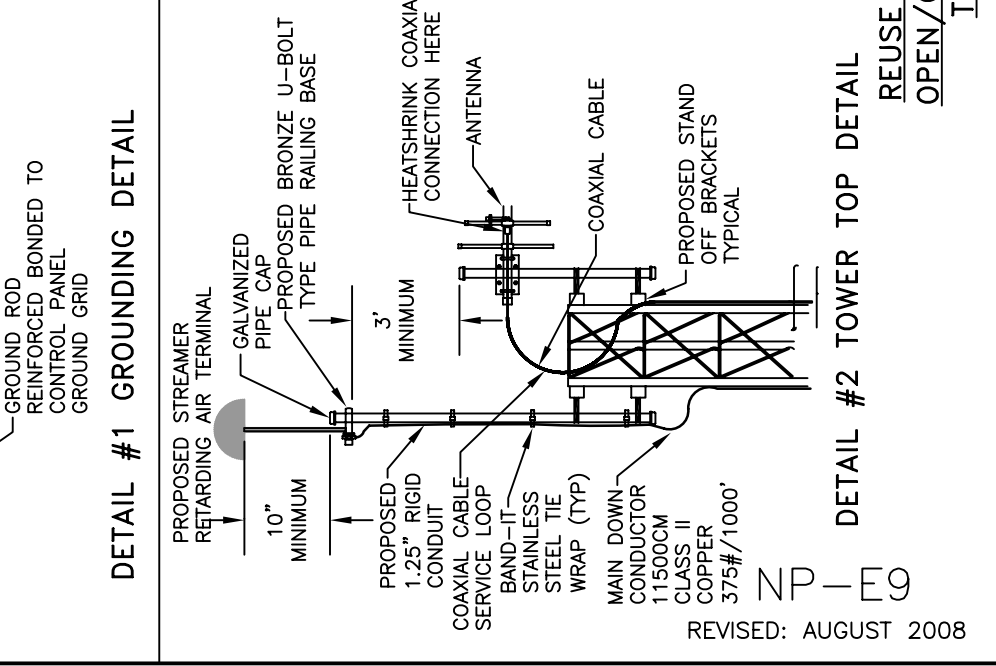 GROUND ROD
REINFORCED BONDED TO
CONTROL PANEL
GROUND GRID
DETAIL #1 GROUNDING DETAIL
PROPOSED STREAMER
RETARDING AIR TERMINAL
GALVANIZED
PIPE CAP
PROPOSED BRONZE U-BOLT
TYPE PIPE RAILING BASE
3'
MINIMUM
HEATSHRINK COAXIA
CONNECTION HERE
ANTENNA
COAXIAL CABLE
PROPOSED STAND
OFF BRACKETS
TYPICAL
10"
MINIMUM
PROPOSED
1.25" RIGID
CONDUIT
COAXIAL CABLE
SERVICE LOOP
BAND-IT
STAINLESS
STEEL TIE
WRAP (TYP)
MAIN DOWN
CONDUCTOR
11500CM
CLASS II
COPPER
375#/1000'
DETAIL #2 TOWER TOP DETAIL
REUSE
OPEN/
NP-E9
REVISED: AUGUST 2008